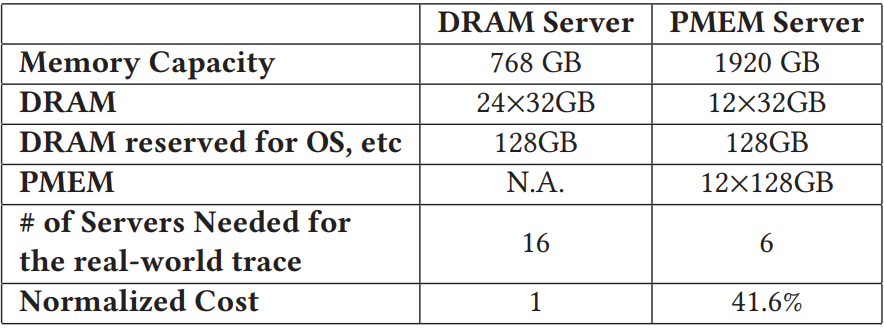 DRAM Server PMEM Server
Memory Capacity 768 GB 1920 GB
DRAM 24×32GB 12×32GB
DRAM reserved for OS, etc 128GB 128GB
PMEM N.A. 12×128GB
# of Servers Needed for
the real-world trace 16 6
Normalized Cost 1 41.6%